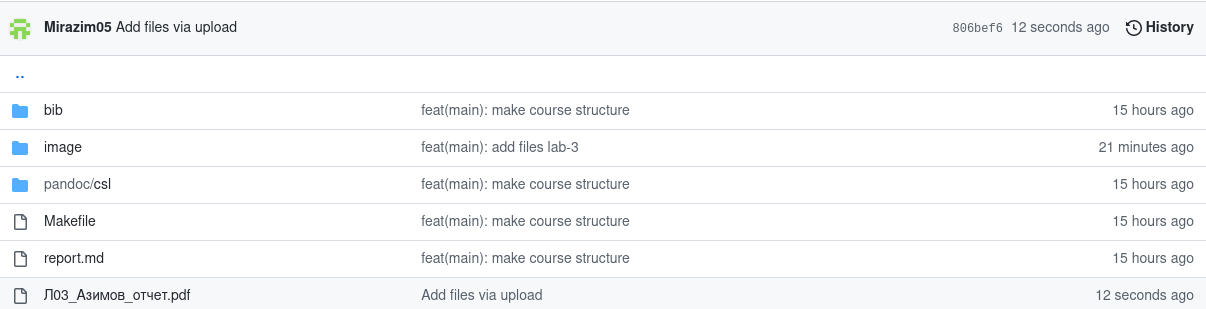 Mirazim05 Add files via upload 806bef6 12 seconds ago History
..
bib feat(main): make course structure 15 hours ago
image feat(main): add files lab-3 21 minutes ago
pandoc/csl feat(main): make course structure 15 hours ago
Makefile feat(main): make course structure 15 hours ago
report.md feat(main): make course structure 15 hours ago
Л03_Азимов_отчет.pdf Add files via upload 12 seconds ago